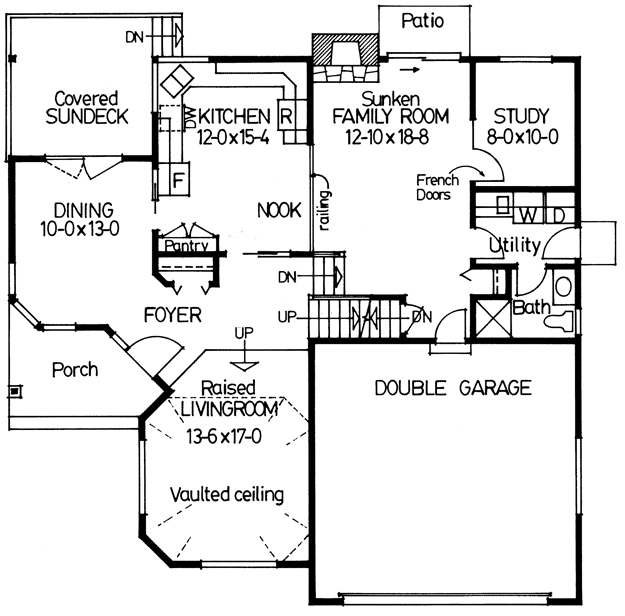 Patio
DN
Covered
SUNDECK
DW
KITCHEN
12-0x15-4
R
Sunken
FAMILY ROOM
12-10 x 18-8
STUDY
8-0x10-0
F
French
Doors
DINING
10-0x13-0
NOOK
railing
W
D
Pantry
Utility
DN
Bath
FOYER
UP
UP
DN
Porch
Raised
LIVINGROOM
13-6x17-0
DOUBLE GARAGE
Vaulted ceiling